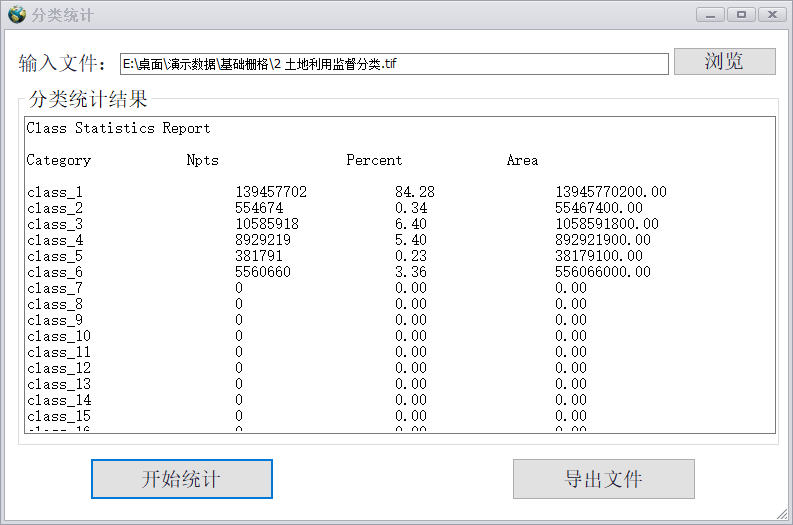 分类统计
输入文件： E:\桌面\演示数据\基础栅格\2 土地利用监督分类.tif 浏览
分类统计结果
Class Statistics Report
Category Npts Percent Area
class_1 139457702 84.28 13945770200.00
class_2 554674 0.34 55467400.00
class_3 10585918 6.40 1058591800.00
class_4 8929219 5.40 892921900.00
class_5 381791 0.23 38179100.00
class_6 5560660 3.36 556066000.00
class_7 0 0.00 0.00
class_8 0 0.00 0.00
class_9 0 0.00 0.00
class_10 0 0.00 0.00
class_11 0 0.00 0.00
class_12 0 0.00 0.00
class_13 0 0.00 0.00
class_14 0 0.00 0.00
class_15 0 0.00 0.00
开始统计 导出文件